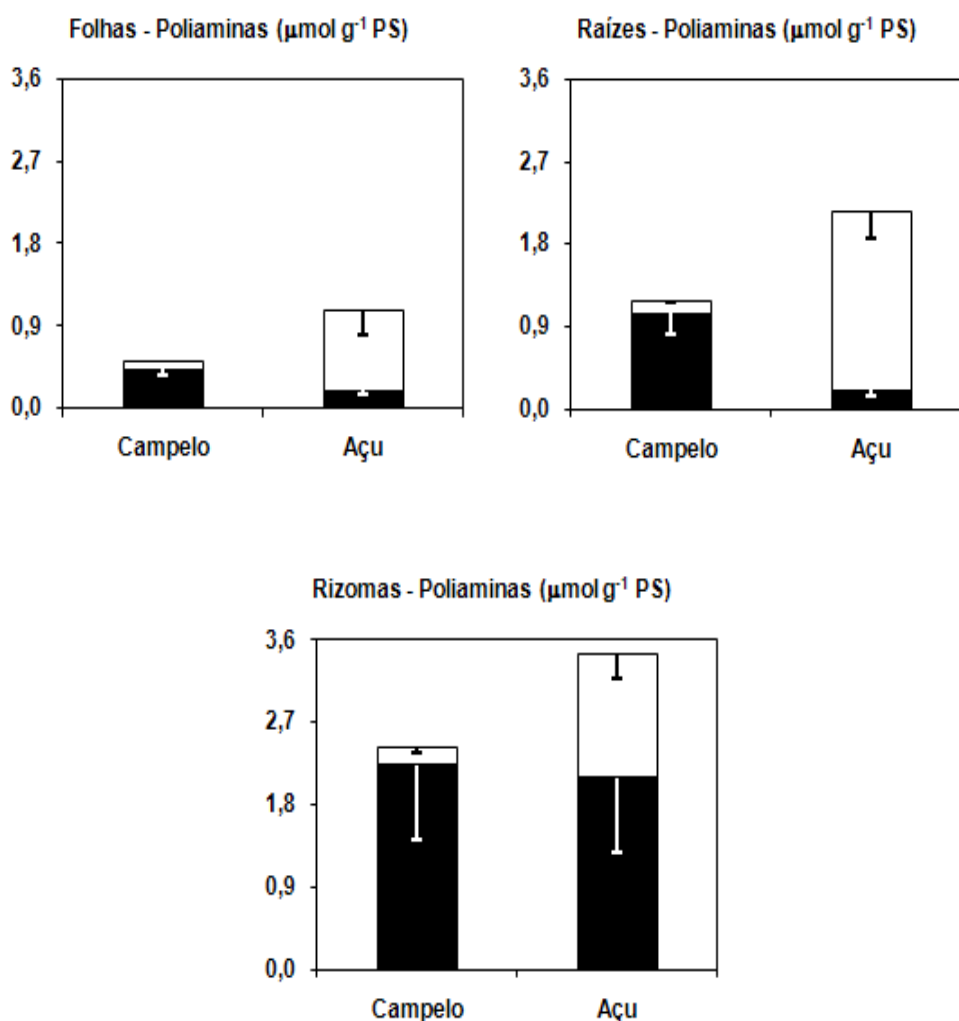 Folhas - Poliaminas (µmol g⁻¹ PS)
3,6
2,7
1,8
0,9
0,0
Campelo Açu
Raízes - Poliaminas (µmol g⁻¹ PS)
3,6
2,7
1,8
0,9
0,0
Campelo Açu
Rizomas - Poliaminas (µmol g⁻¹ PS)
3,6
2,7
1,8
0,9
0,0
Campelo Açu